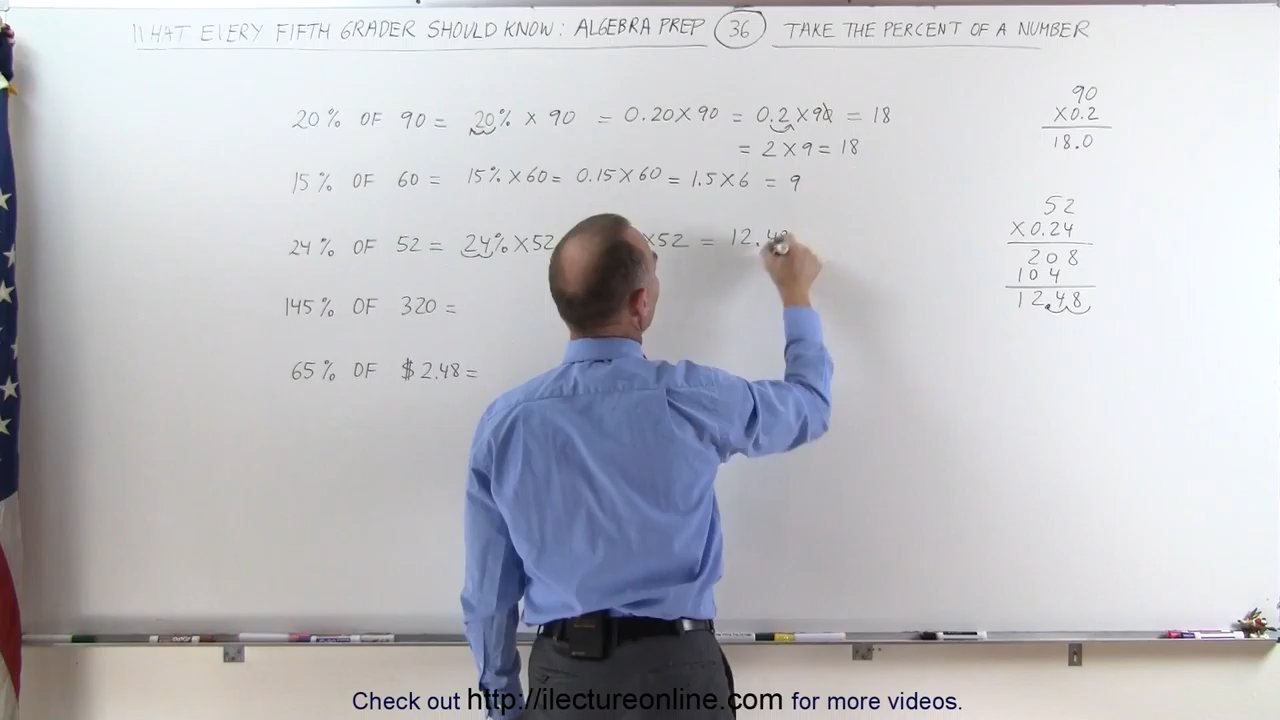 WHAT EVERY FIFTH GRADER SHOULD KNOW: ALGEBRA PREP 36 TAKE THE PERCENT OF A NUMBER
20% OF 90 = 20% X 90 = 0.20 X 90 = 0.2 X 90 = 18
= 2 X 9 = 18
15% OF 60 = 15% X 60 = 0.15 X 60 = 1.5 X 6 = 9
24% OF 52 = 24% X 52 X 52 = 12.4
145% OF 320 =
65% OF $2.48 =
90
X0.2
18.0
52
X0.24
208
104
12.48
Check out http://ilectureonline.com for more videos.